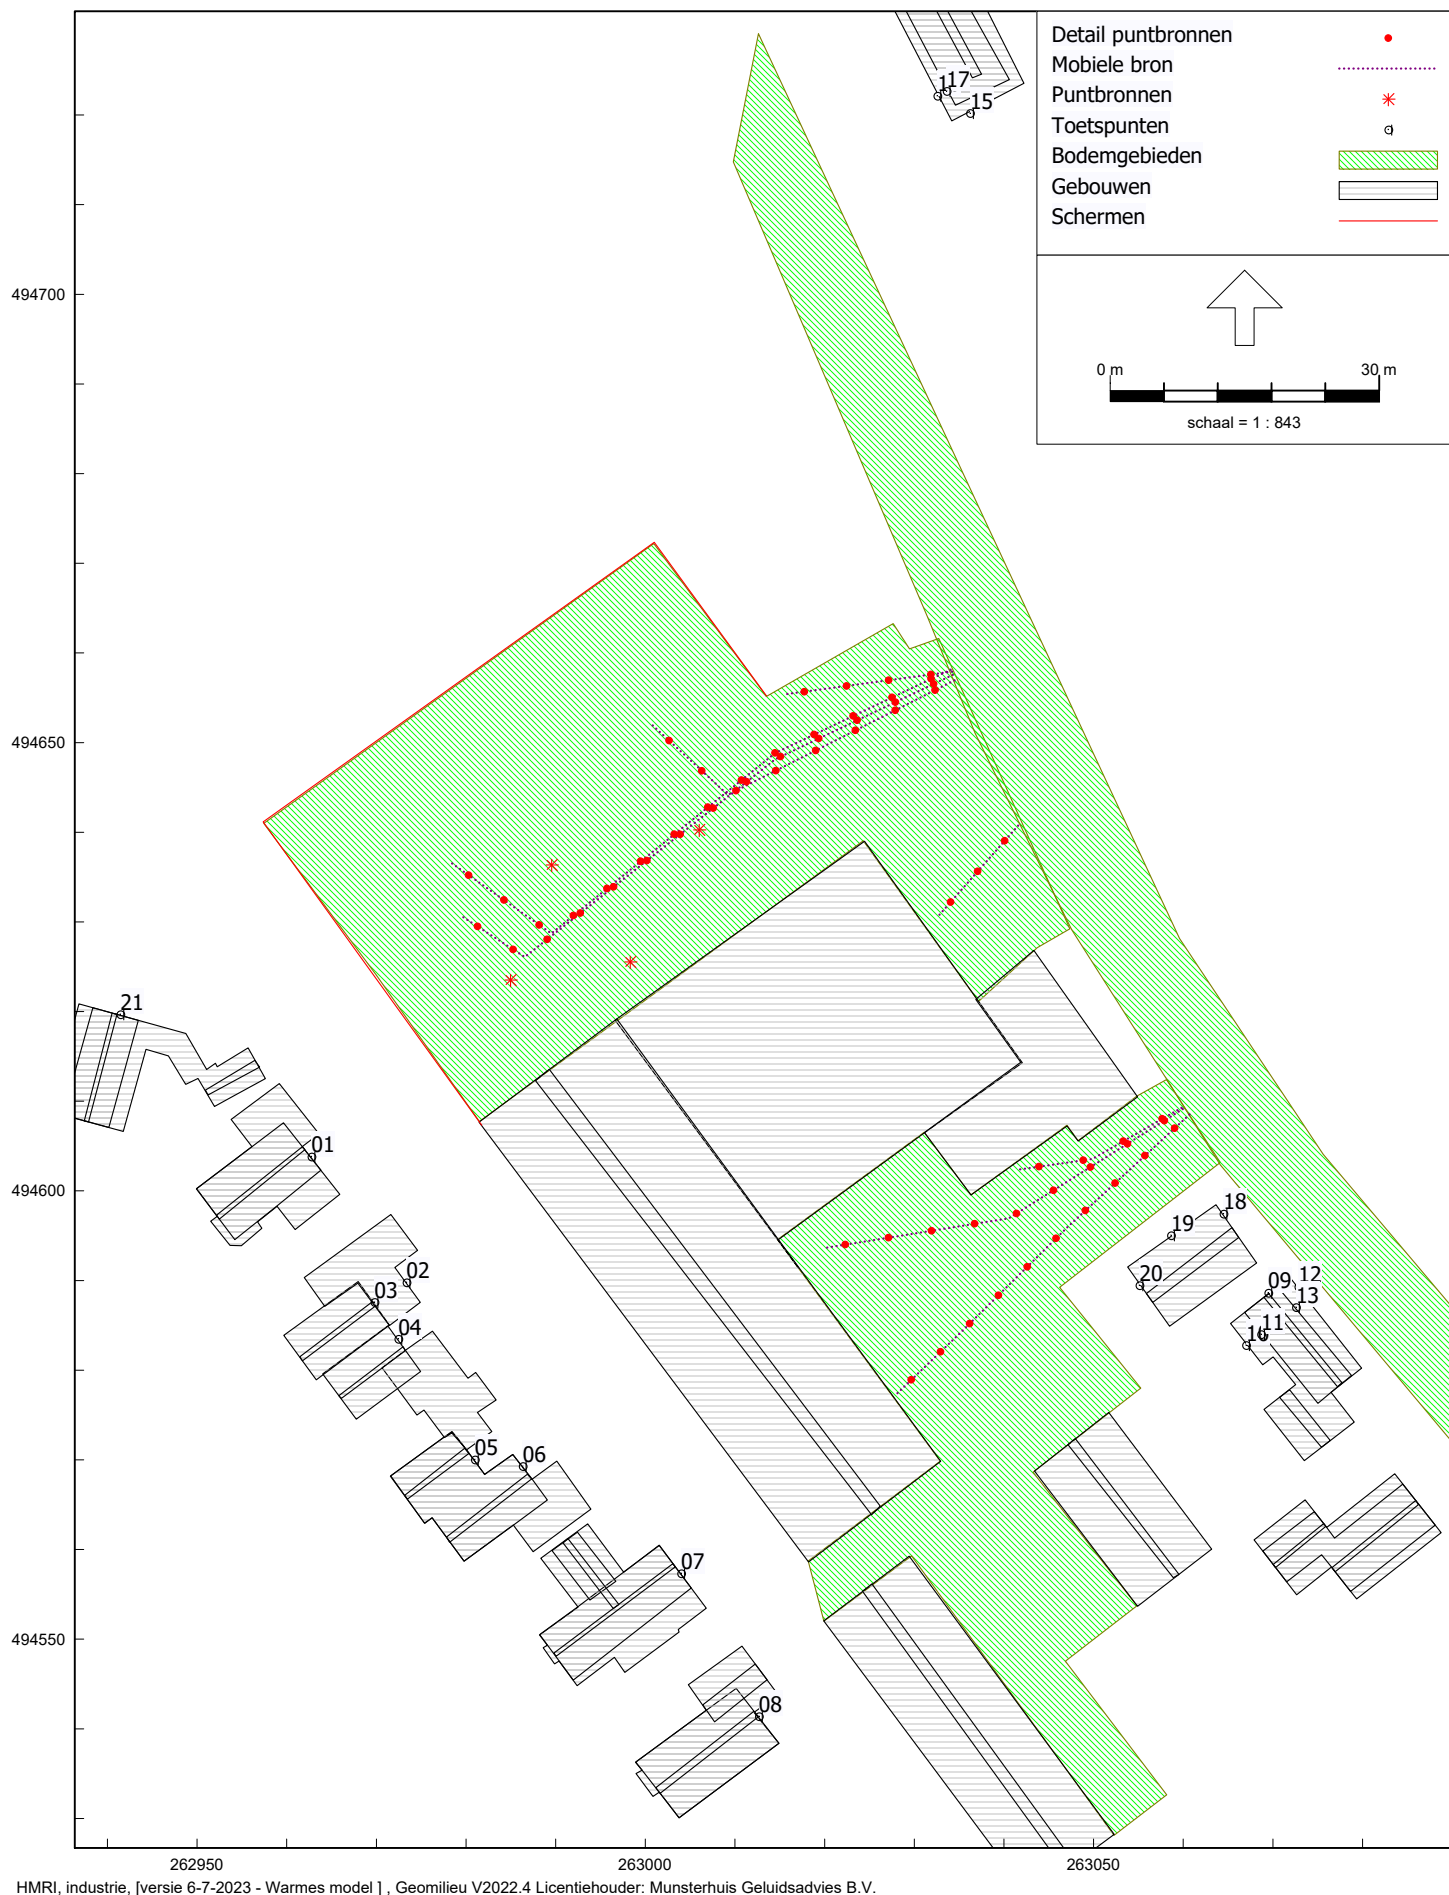 Detail puntbronnen
Mobiele bron
Puntbronnen
Toetspunten
Bodemgebieden
Gebouwen
Schermen
0 m 30 m
schaal = 1 : 843
17
15
494700
494650
494600
494550
21
01
02
03
04
05
06
07
08
18
19
20
09
12
13
11
262950 263000 263050
HMRI, industrie, [versie 6-7-2023 - Warmes model ] , Geomilieu V2022.4 Licentiehouder: Munsterhuis Geluidsadvies B.V.